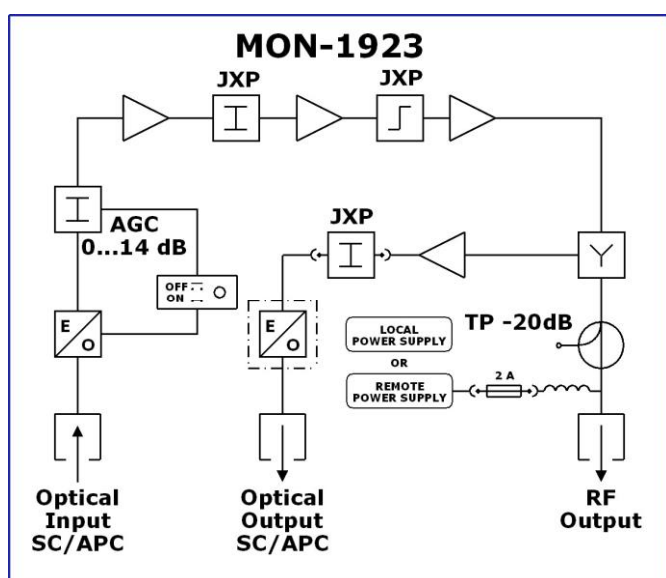 MON-1923
JXP
JXP
AGC
0...14 dB
JXP
OFF
ON
E
O
E
O
LOCAL
POWER SUPPLY
OR
REMOTE
POWER SUPPLY
2 A
TP -20dB
Optical
Input
SC/APC
Optical
Output
SC/APC
RF
Output